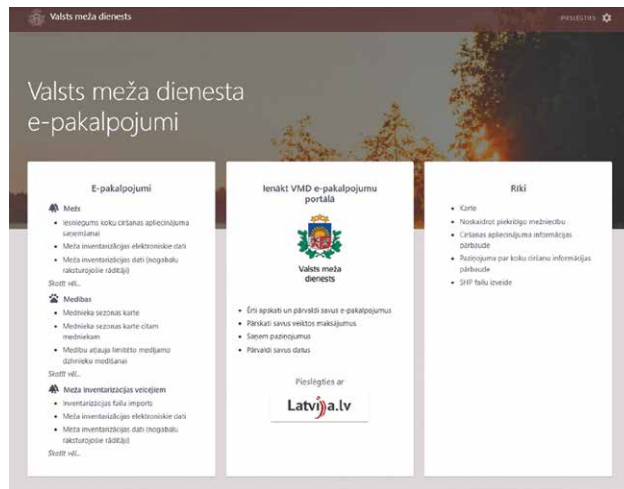 Valsts meža dienests
PIESLĒGTIES
Valsts meža dienesta
e-pakalpojumi
E-pakalpojumi
Mežs
Iesniegums koku ciršanas apliecinājuma
saņemšanai
Meža inventarizācijas elektroniskie dati
Meža inventarizācijas dati (nogabalu
raksturojošie rādītāji)
Skatīt vēl...
Medības
Mednieka sezonas karte
Mednieka sezonas karte citam
medniekam
Medību atļauja limitēto medījamo
dzīvnieku medīšanai
Skatīt vēl...
Meža inventarizācijas veicējiem
Inventarizācijas failu imports
Meža inventarizācijas elektroniskie dati
Meža inventarizācijas dati (nogabalu
raksturojošie rādītāji)
Skatīt vēl...
Ienākt VMD e-pakalpojumu
portālā
Valsts meža
dienests
Ērti apskati un pārvaldi savus e-pakalpojumus
Pārskati savus veiktos maksājumus
Saņem paziņojumus
Pārvaldi savus datus
Pieslēgties ar
Latvija.lv
Rīki
Karte
Noskaidrot piekritīgo mežniecību
Ciršanas apliecinājuma informācijas
pārbaude
Paziņojuma par koku ciršanu informācijas
pārbaude
SHP failu izveide